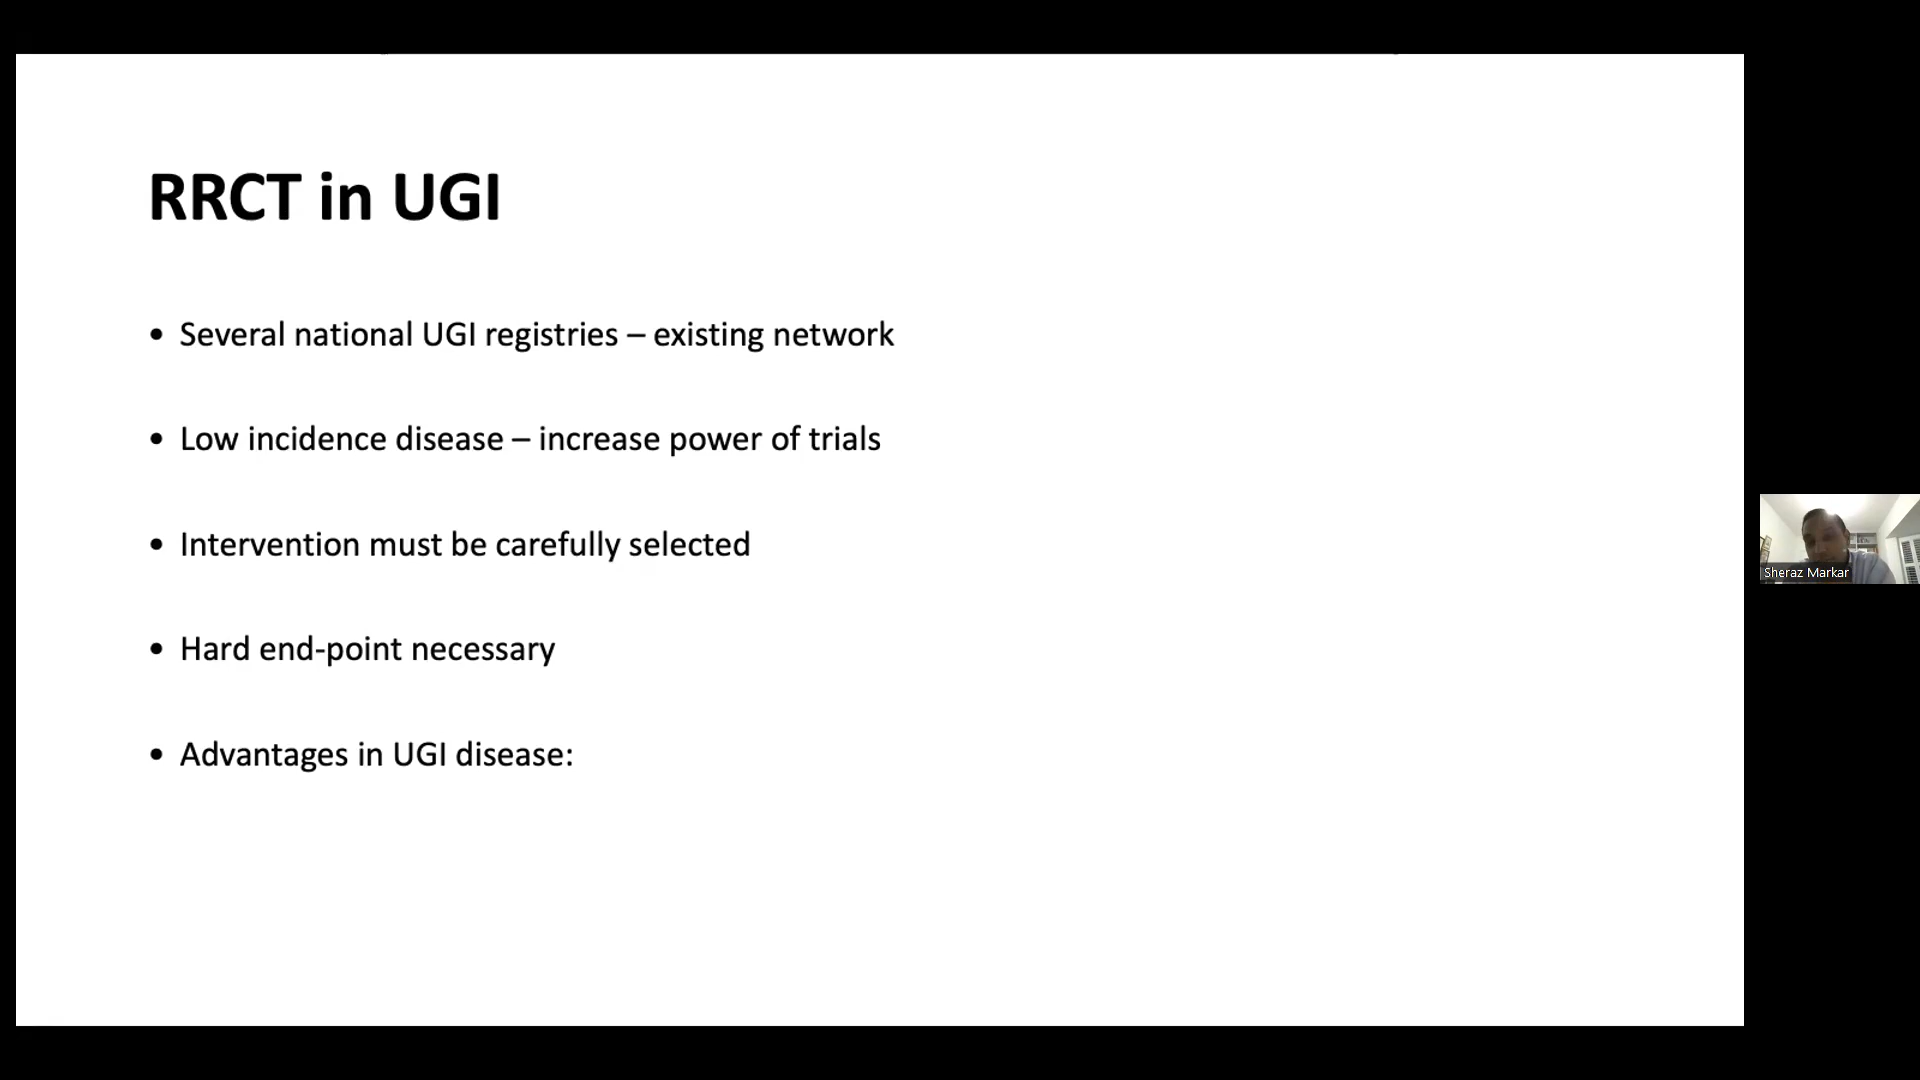 RRCT in UGI
• Several national UGI registries – existing network
• Low incidence disease – increase power of trials
• Intervention must be carefully selected
• Hard end-point necessary
• Advantages in UGI disease:
Sheraz Markar